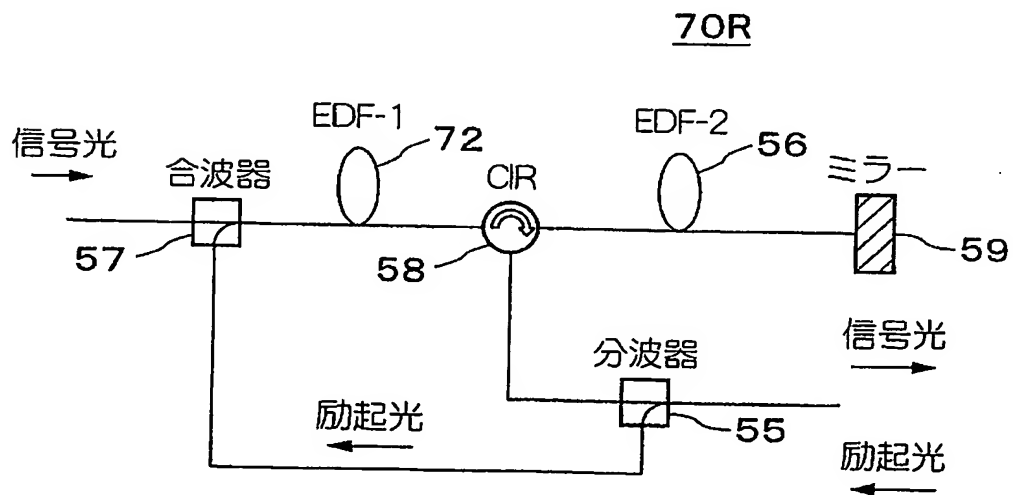 70R
EDF-1
72
EDF-2
56
信号光
合波器
CIR
ミラー
57
58
59
信号光
分波器
励起光
55
励起光